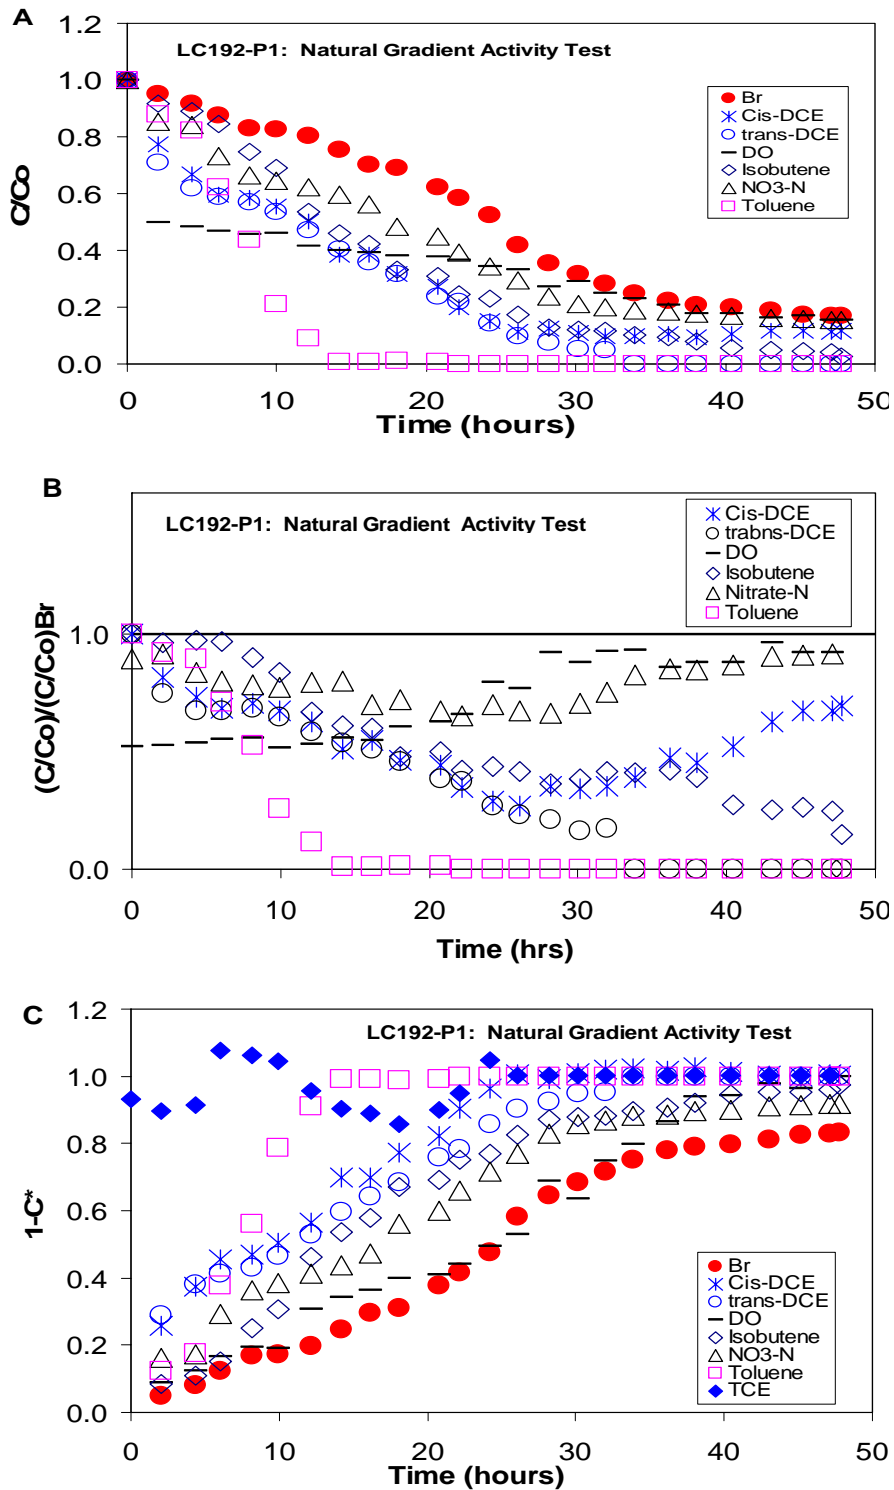 A
LC192-P1: Natural Gradient Activity Test
1.0
0.8
0.6
0.4
0.2
0.0
C/Co
Br
Cis-DCE
trans-DCE
DO
Isobutene
NO3-N
Toluene
0 10 20 30 40 50
Time (hours)
B
LC192-P1: Natural Gradient Activity Test
1.0
0.0
(C/Co)/(C/Co)Br
Cis-DCE
trabns-DCE
DO
Isobutene
Nitrate-N
Toluene
0 10 20 30 40 50
Time (hrs)
C
LC192-P1: Natural Gradient Activity Test
1.2
1.0
0.8
0.6
0.4
0.2
0.0
1-C*
Br
Cis-DCE
trans-DCE
DO
Isobutene
NO3-N
Toluene
TCE
0 10 20 30 40 50
Time (hours)